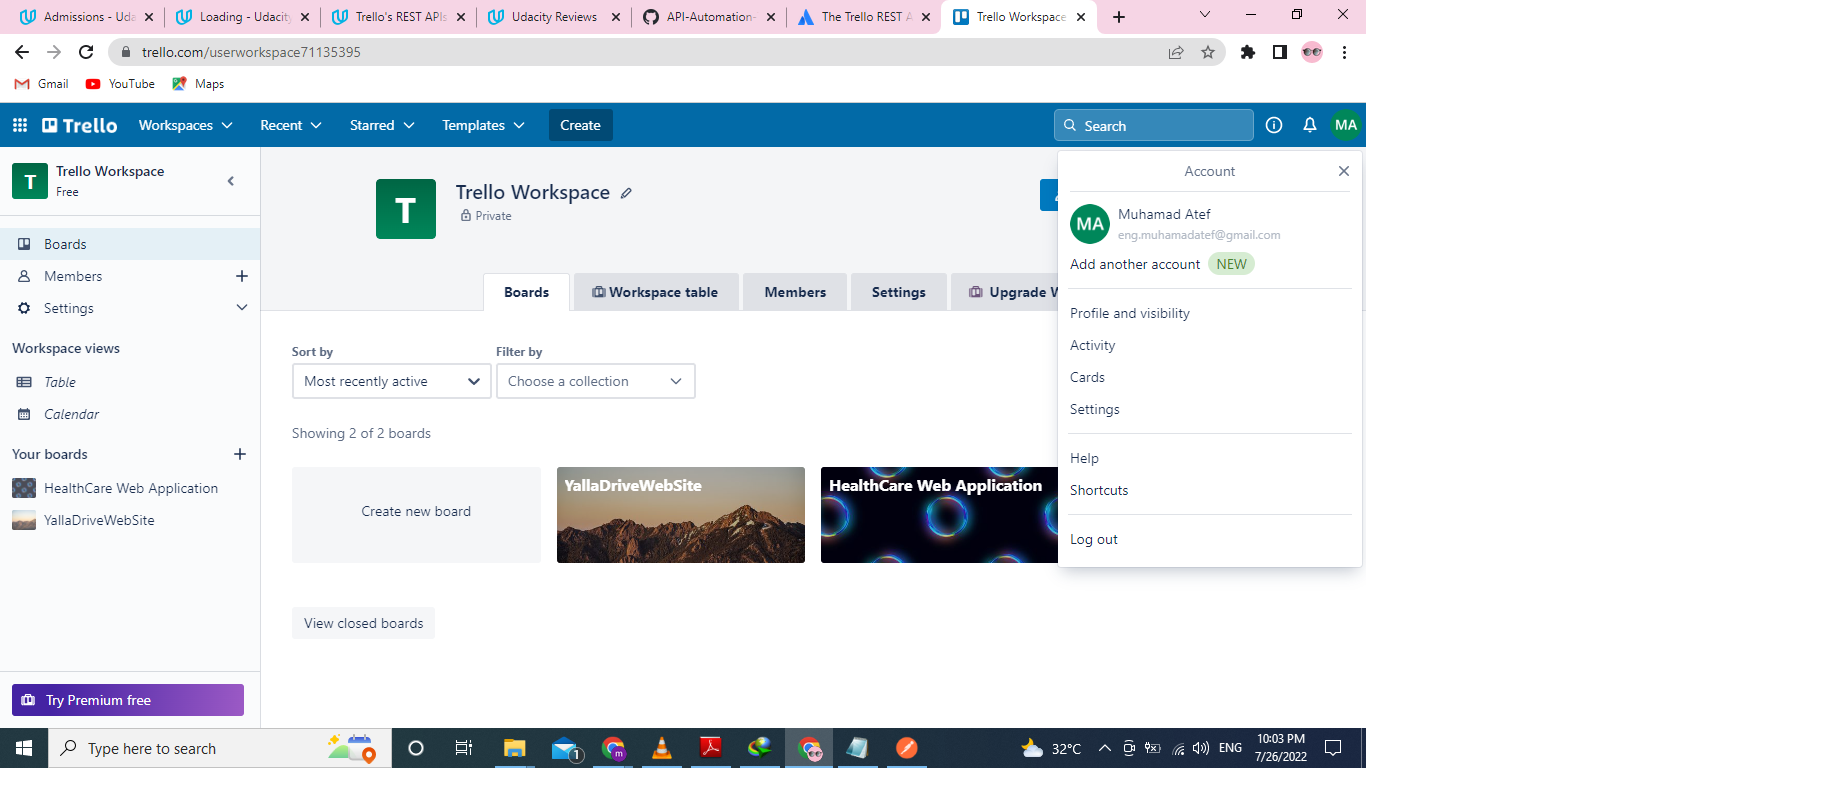 Admissions - Uda
Loading - Udacity
Trello's REST APIs
Udacity Reviews
API-Automation-
The Trello REST A
Trello Workspace
trello.com/userworkspace71135395
Gmail YouTube Maps
Trello Workspaces Recent Starred Templates Create Search MA
T Trello Workspace
Free
Boards
Members
Settings
Workspace views
Table
Calendar
Your boards
HealthCare Web Application
YallaDriveWebSite
Try Premium free
T
Trello Workspace
Private
Boards Workspace table Members Settings Upgrade W
Sort by Filter by
Most recently active Choose a collection
Showing 2 of 2 boards
Create new board
YallaDriveWebSite
HealthCare Web Application
View closed boards
Account
MA
Muhamad Atef
eng.muhamadatef@gmail.com
Add another account NEW
Profile and visibility
Activity
Cards
Settings
Help
Shortcuts
Log out
Type here to search
1
m
32°C
ENG
10:03 PM
7/26/2022